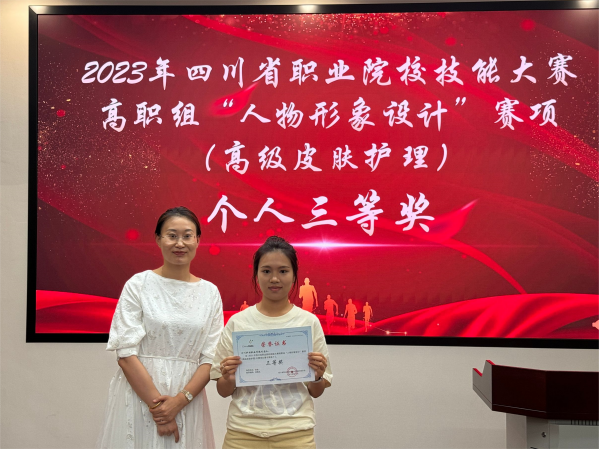 2023年四川省职业院校技能大赛
高职组“人物形象设计”赛项
（高级皮肤护理）
个人三等奖
荣誉证书
三等奖